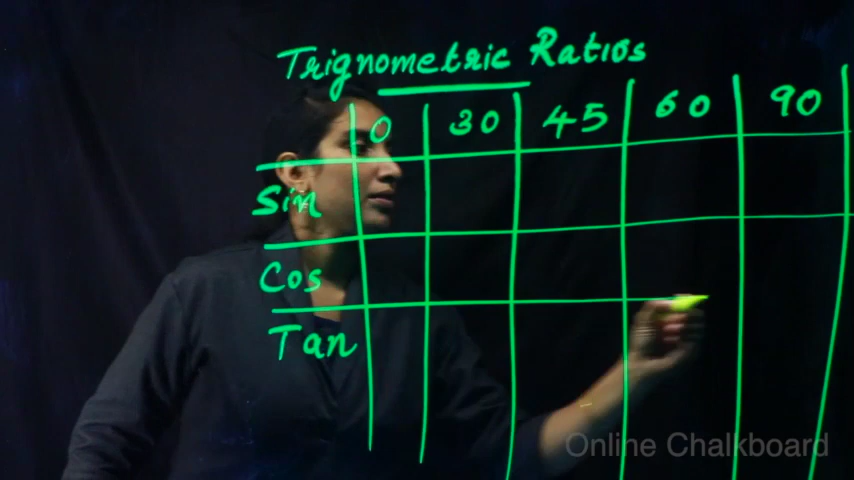 Trignometric Ratios
0 30 45 60 90
Sin
Cos
Tan
Online Chalkboard